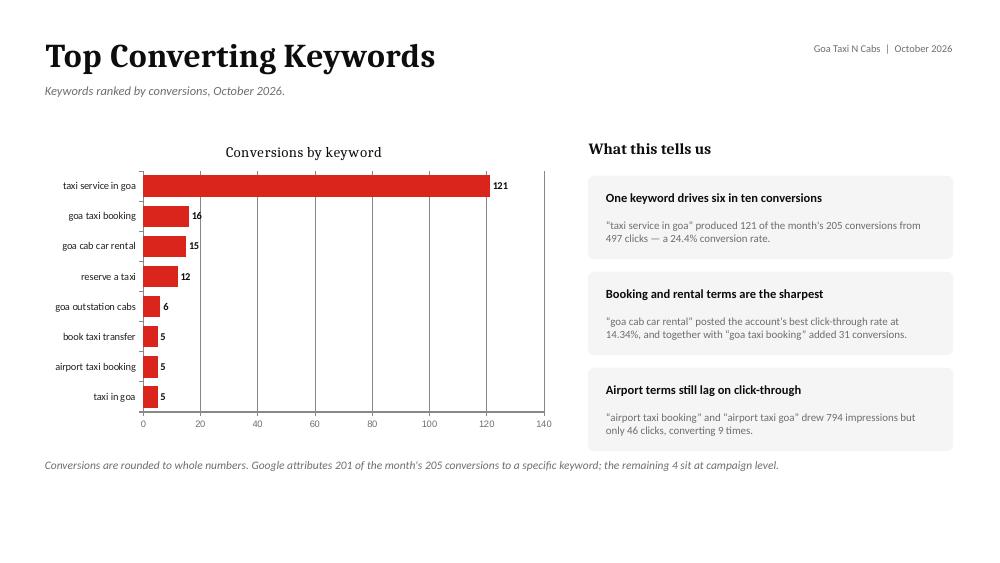 Top Converting Keywords
Goa Taxi N Cabs | October 2026
Keywords ranked by conversions, October 2026.
Conversions by keyword
taxi service in goa 121
goa taxi booking 16
goa cab car rental 15
reserve a taxi 12
goa outstation cabs 6
book taxi transfer 5
airport taxi booking 5
taxi in goa 5
0 20 40 60 80 100 120 140
What this tells us
One keyword drives six in ten conversions
“taxi service in goa” produced 121 of the month's 205 conversions from
497 clicks — a 24.4% conversion rate.
Booking and rental terms are the sharpest
“goa cab car rental” posted the account's best click-through rate at
14.34%, and together with “goa taxi booking” added 31 conversions.
Airport terms still lag on click-through
“airport taxi booking” and “airport taxi goa” drew 794 impressions but
only 46 clicks, converting 9 times.
Conversions are rounded to whole numbers. Google attributes 201 of the month's 205 conversions to a specific keyword; the remaining 4 sit at campaign level.